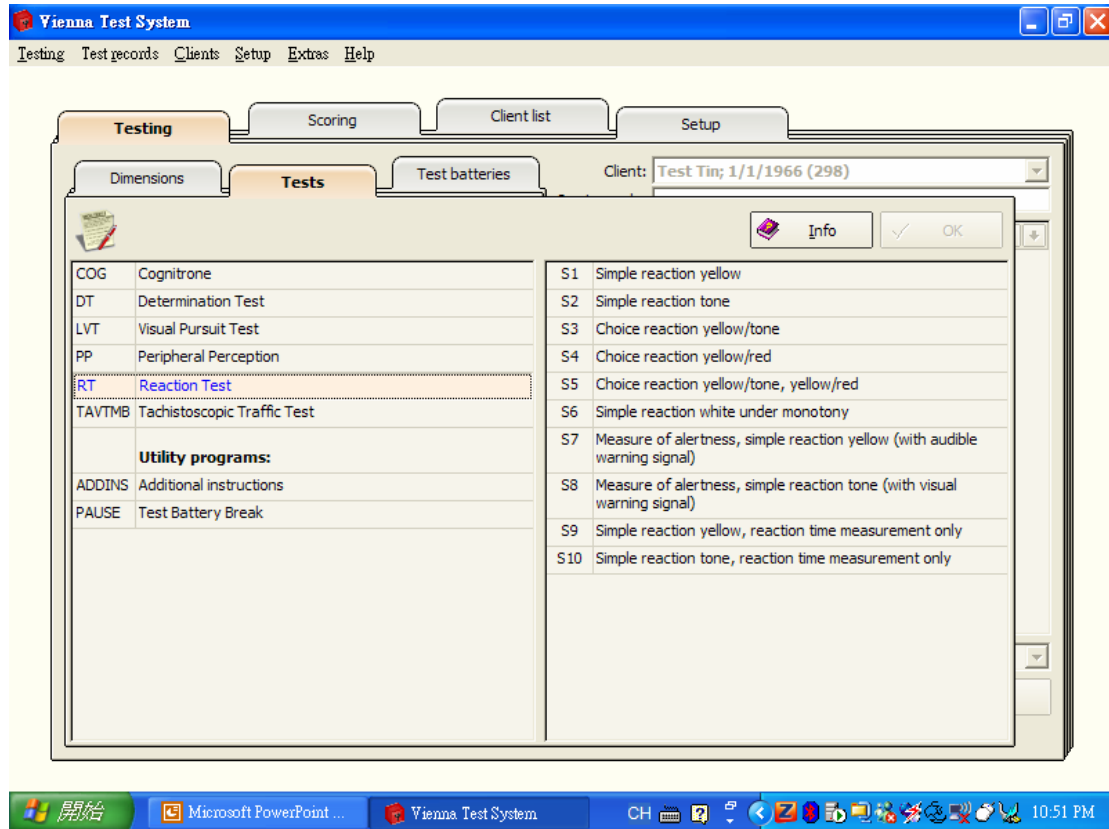 Vienna Test System
Testing Test records Clients Setup Extras Help
Testing Scoring Client list Setup
Dimensions Tests Test batteries Client: Test Tin; 1/1/1966 (298)
Info OK
COG Cognitrone
DT Determination Test
LVT Visual Pursuit Test
PP Peripheral Perception
RT Reaction Test
TAVTMB Tachistoscopic Traffic Test
Utility programs:
ADDINS Additional instructions
PAUSE Test Battery Break
S1 Simple reaction yellow
S2 Simple reaction tone
S3 Choice reaction yellow/tone
S4 Choice reaction yellow/red
S5 Choice reaction yellow/tone, yellow/red
S6 Simple reaction white under monotony
S7 Measure of alertness, simple reaction yellow (with audible
warning signal)
S8 Measure of alertness, simple reaction tone (with visual
warning signal)
S9 Simple reaction yellow, reaction time measurement only
S10 Simple reaction tone, reaction time measurement only
開始 Microsoft PowerPoint ... Vienna Test System CH 10:51 PM